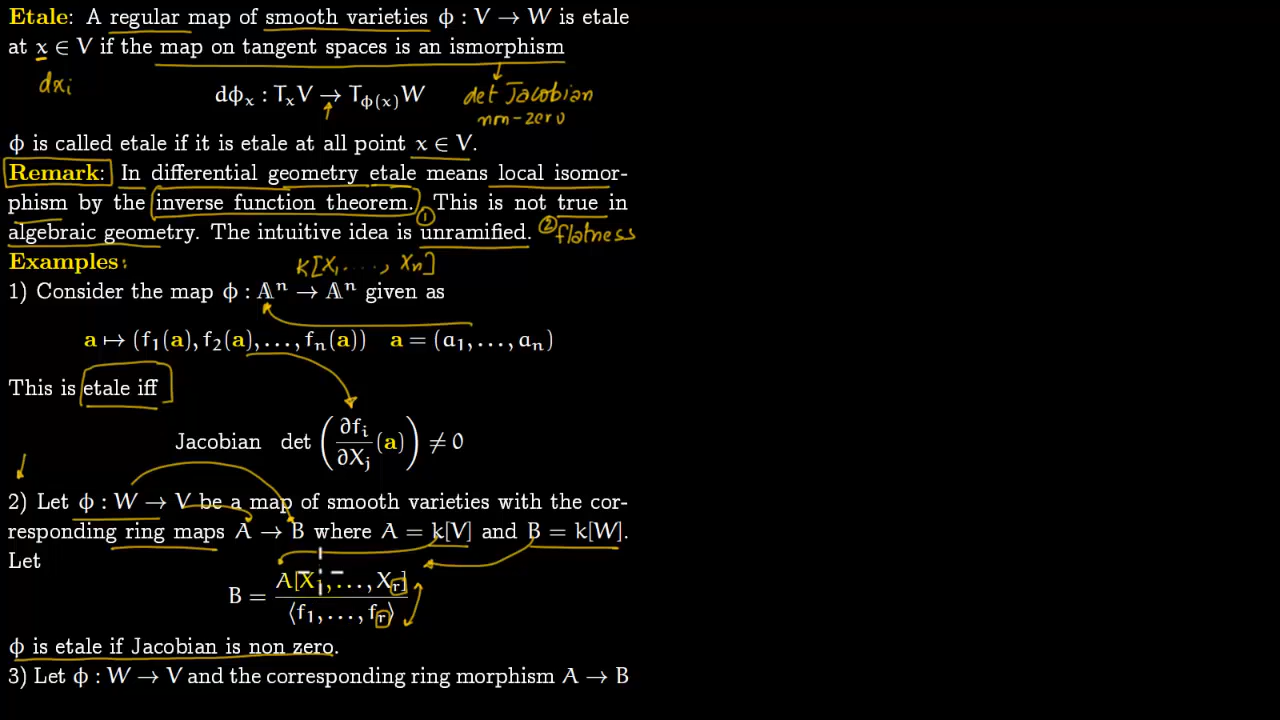 Etale: A regular map of smooth varieties ϕ : V → W is etale
at x ∈ V if the map on tangent spaces is an ismorphism
dxᵢ
dϕₓ : TₓV → T_ϕ(x)W
det Jacobian
non-zero
ϕ is called etale if it is etale at all point x ∈ V.
Remark: In differential geometry etale means local isomor-
phism by the inverse function theorem. ① This is not true in
algebraic geometry. The intuitive idea is unramified. ② flatness
Examples:
K[X₁, ..., Xₙ]
1) Consider the map ϕ : 𝔸ⁿ → 𝔸ⁿ given as
a ↦ (f₁(a), f₂(a), ..., fₙ(a)) a = (a₁, ..., aₙ)
This is etale iff
Jacobian det (∂fᵢ/∂Xⱼ (a)) ≠ 0
2) Let ϕ : W → V be a map of smooth varieties with the cor-
responding ring maps A → B where A = k[V] and B = k[W].
Let
B = A[X₁, ..., Xᵣ] / ⟨f₁, ..., fᵣ⟩
ϕ is etale if Jacobian is non zero.
3) Let ϕ : W → V and the corresponding ring morphism A → B